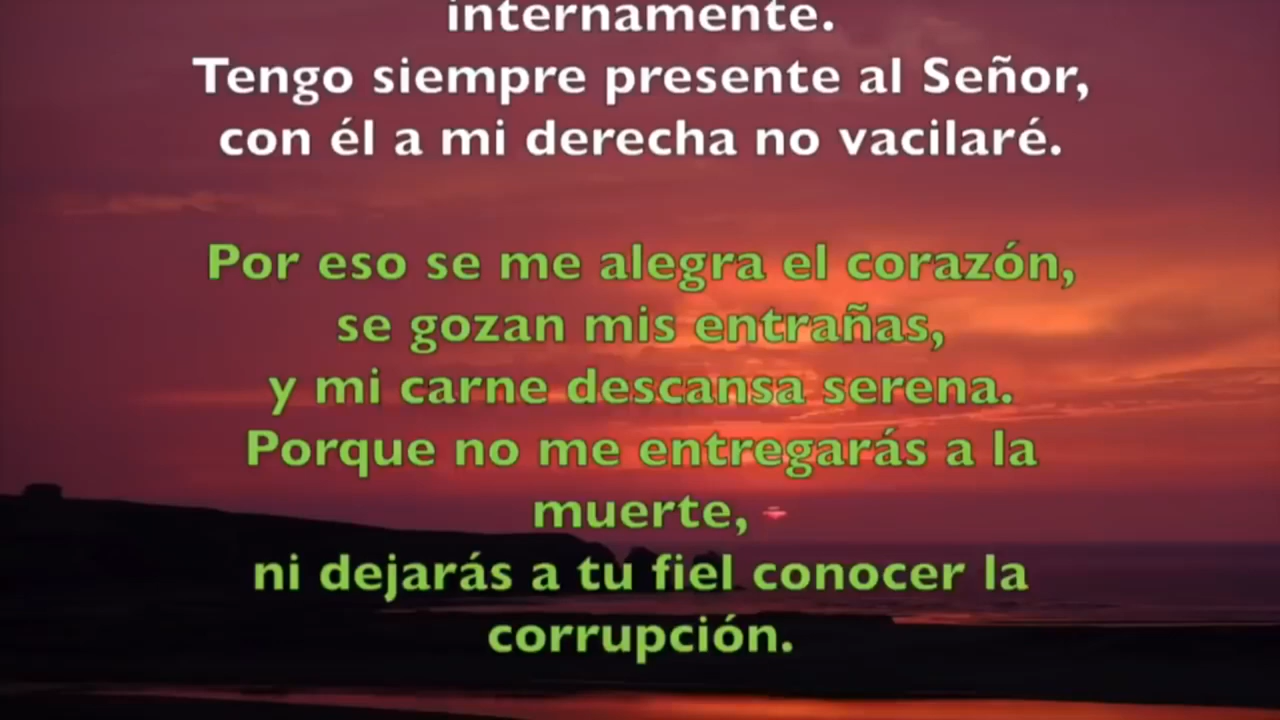 internamente.
Tengo siempre presente al Señor,
con él a mi derecha no vacilaré.
Por eso se me alegra el corazón,
se gozan mis entrañas,
y mi carne descansa serena.
Porque no me entregarás a la
muerte,
ni dejarás a tu fiel conocer la
corrupción.